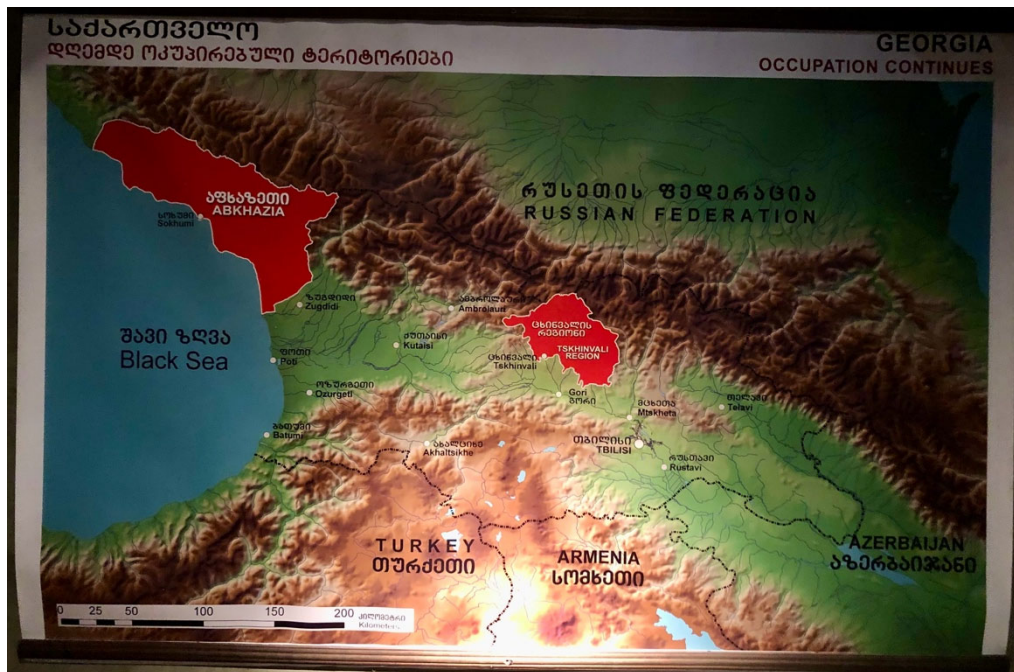 საქართველო
დღემდე ოკუპირებული ტერიტორიები
GEORGIA
OCCUPATION CONTINUES
რუსეთის ფედერაცია
RUSSIAN FEDERATION
აფხაზეთი
ABKHAZIA
სოხუმი
Sokhumi
ზუგდიდი
Zugdidi
ამბროლაური
Ambrolauri
ცხინვალის
რეგიონი
TSKHINVALI
REGION
შავი ზღვა
Black Sea
ქუთაისი
Kutaisi
ფოთი
Poti
ცხინვალი
Tskhinvali
ოზურგეთი
Ozurgeti
Gori
გორი
მცხეთა
Mtskheta
თელავი
Telavi
ბათუმი
Batumi
ახალციხე
Akhaltsikhe
თბილისი
TBILISI
რუსთავი
Rustavi
TURKEY
თურქეთი
ARMENIA
სომხეთი
AZERBAIJAN
აზერბაიჯანი
0 25 50 100 150 200 კილომეტრი
Kilometers